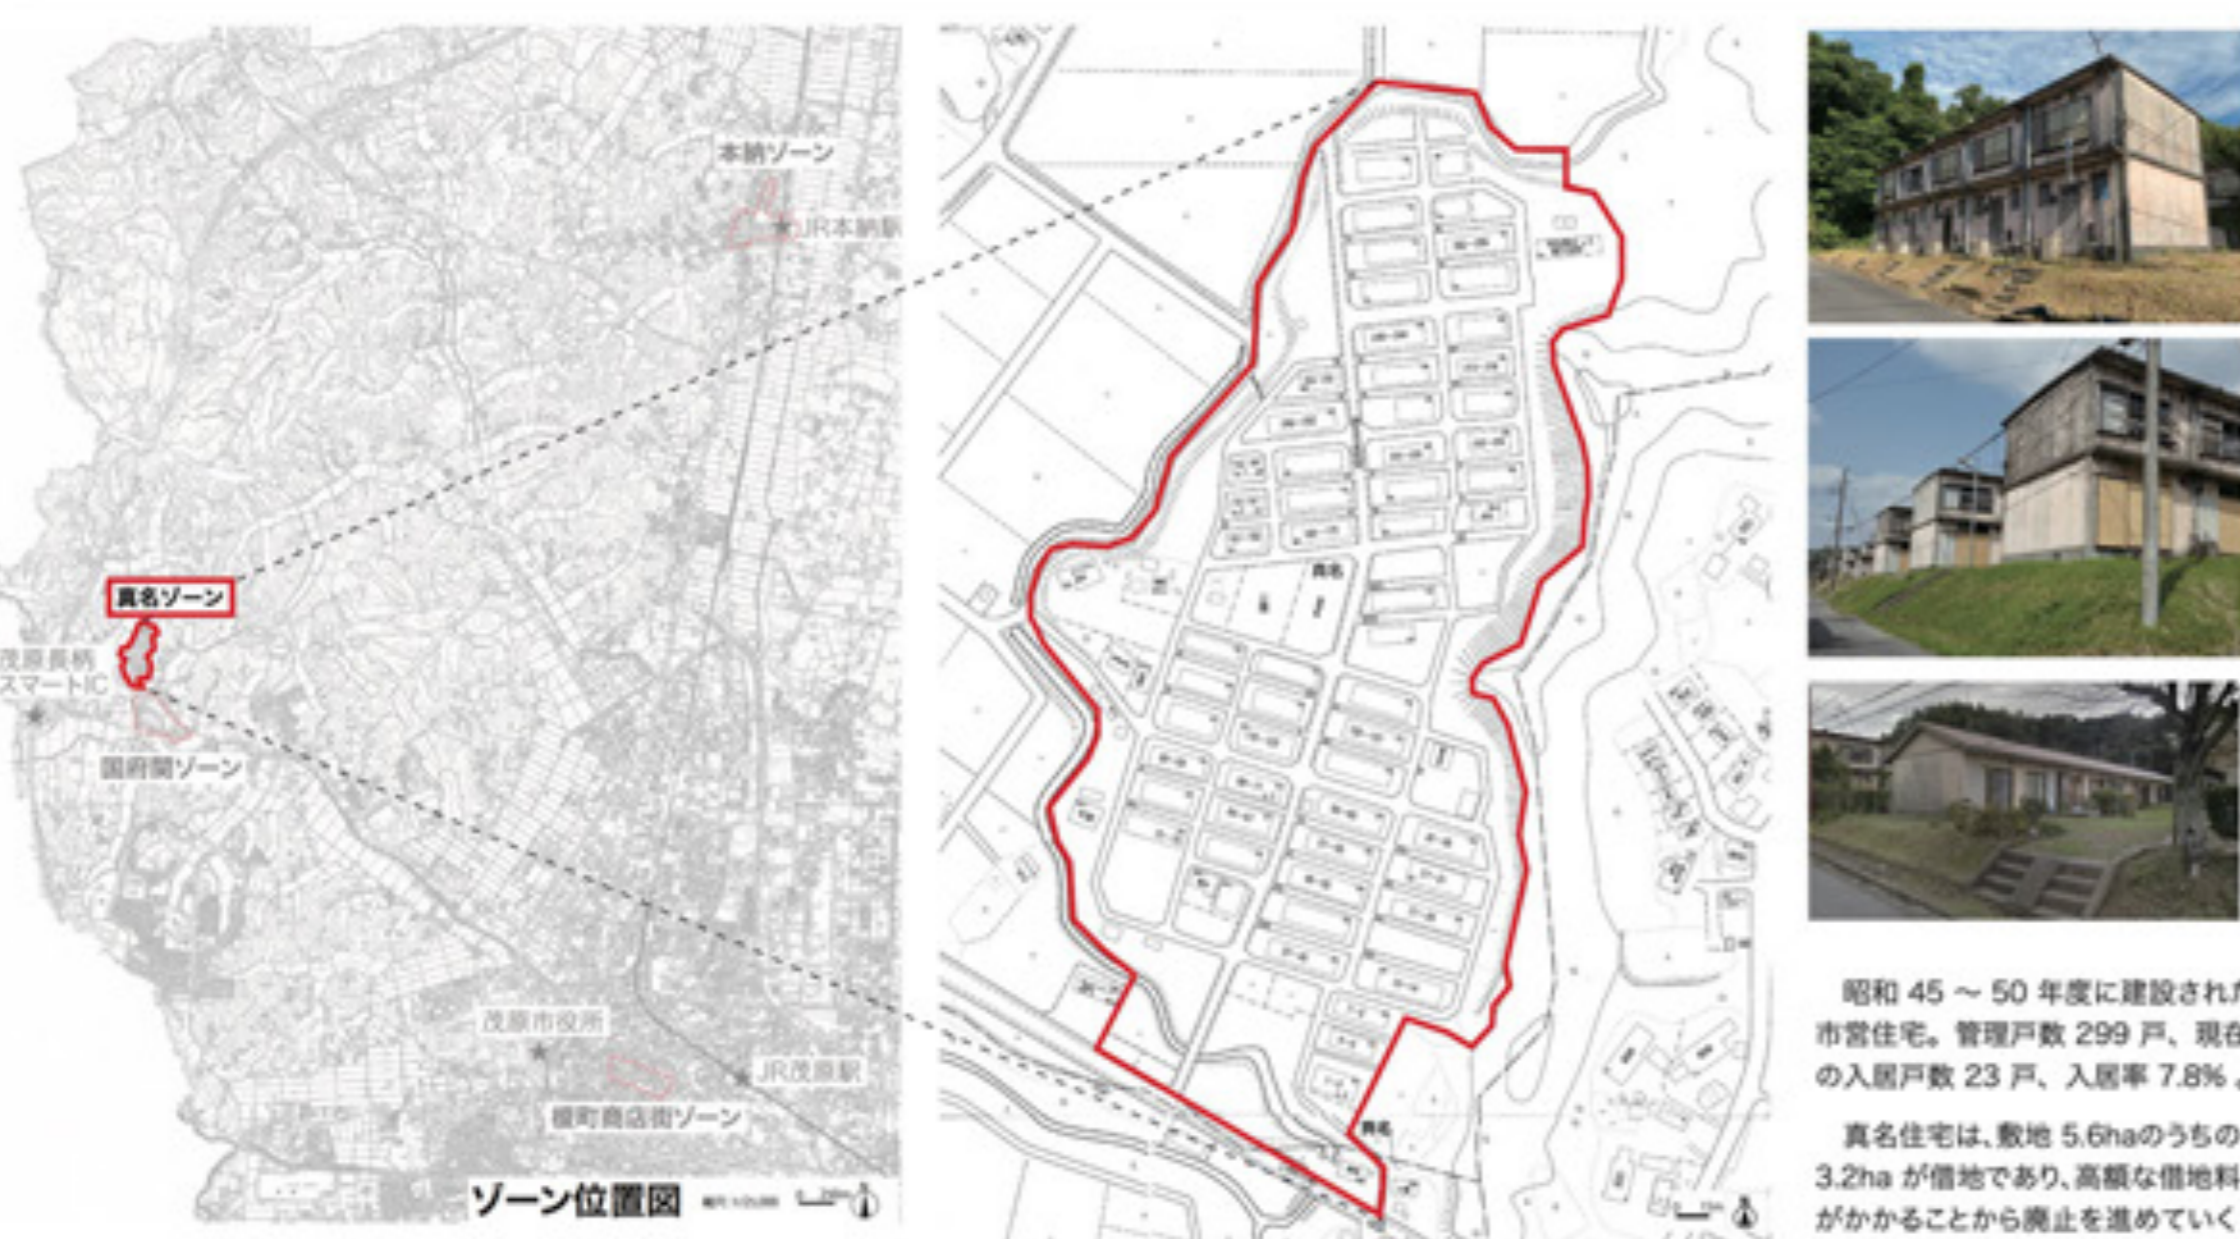 本納ゾーン
JR本納駅
真名ゾーン
茂原長柄
スマートIC
国府関ゾーン
茂原市役所
JR茂原駅
榎町商店街ゾーン
ゾーン位置図
真名
真名
昭和 45 ～ 50 年度に建設された
市営住宅。管理戸数 299 戸、現在
の入居戸数 23 戸、入居率 7.8%。
真名住宅は、敷地 5.6haのうちの
3.2ha が借地であり、高額な借地料
がかかることから廃止を進めていく